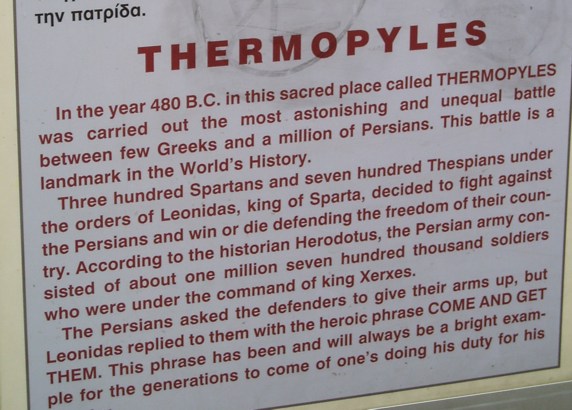 την πατρίδα.
THERMOPYLES
In the year 480 B.C. in this sacred place called THERMOPYLES
was carried out the most astonishing and unequal battle
between few Greeks and a million of Persians. This battle is a
landmark in the World's History.
Three hundred Spartans and seven hundred Thespians under
the orders of Leonidas, king of Sparta, decided to fight against
the Persians and win or die defending the freedom of their coun-
try. According to the historian Herodotus, the Persian army con-
sisted of about one million seven hundred thousand soldiers
who were under the command of king Xerxes.
The Persians asked the defenders to give their arms up, but
Leonidas replied to them with the heroic phrase COME AND GET
THEM. This phrase has been and will always be a bright exam-
ple for the generations to come of one's doing his duty for his